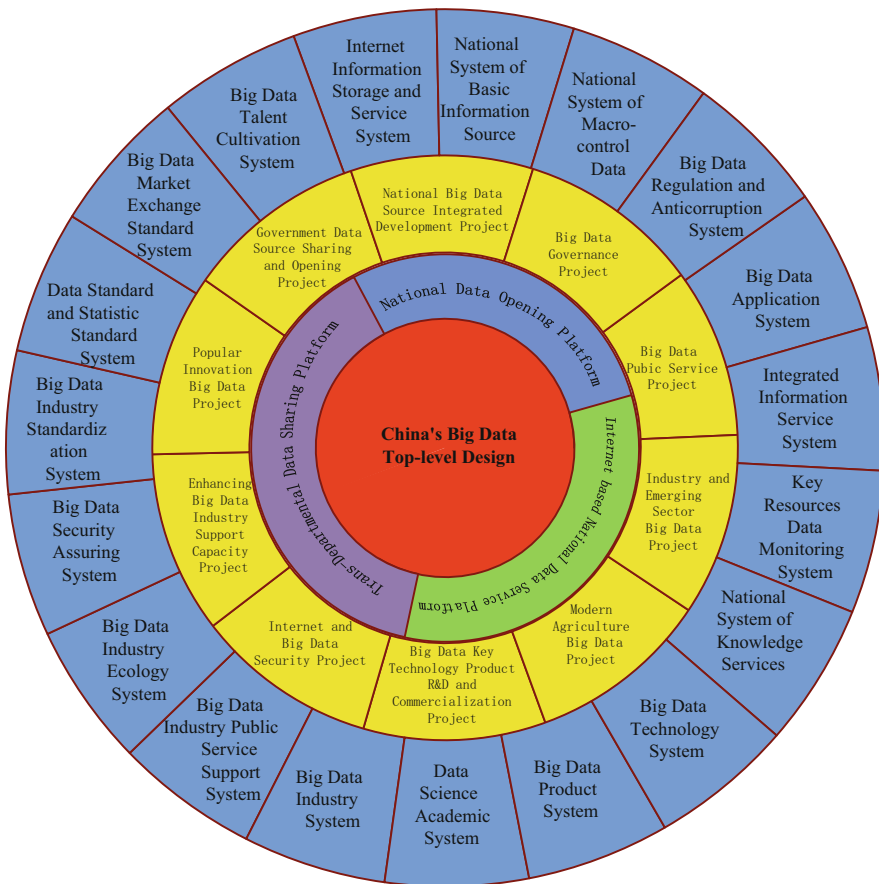 China's Big Data
Top-level Design
National Data Opening Platform
Internet based National Data Service Platform
Trans-Departmental Data Sharing Platform
National Big Data
Source Integrated
Development Project
Big Data
Governance
Project
Big Data
Pubic Service
Project
Industry and
Emerging
Sector
Big Data
Project
Modern
Agriculture
Big Data
Project
Big Data Key
Technology Product
R&D and
Commercialization
Project
Internet and
Big Data
Security Project
Enhancing
Big Data
Industry
Support
Capacity
Project
Popular
Innovation
Big Data
Project
Government Data
Source Sharing
and Opening
Project
National
System of
Basic
Information
Source
National
System of
Macro-
control
Data
Big Data
Regulation and
Anticorruption
System
Big Data
Application
System
Integrated
Information
Service
System
Key
Resources
Data
Monitoring
System
National
System of
Knowledge
Services
Big Data
Technology
System
Big Data
Product
System
Data
Science
Academic
System
Big Data
Industry
System
Big Data
Industry Public
Service
Support
System
Big Data
Industry
Ecology
System
Big Data
Security
Assuring
System
Big Data
Industry
Standardiz
ation
System
Data Standard
and Statistic
Standard
System
Big Data
Market
Exchange
Standard
System
Big Data
Talent
Cultivation
System
Internet
Information
Storage and
Service
System